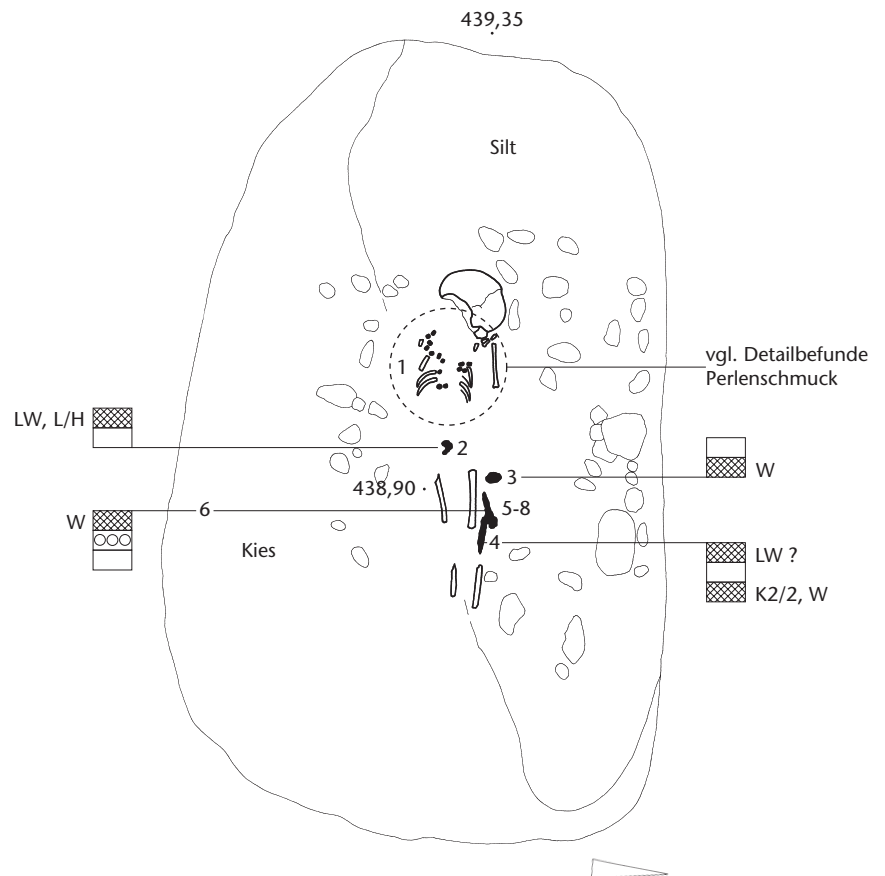 439,35
Silt
1
vgl. Detailbefunde
Perlenschmuck
LW, L/H
2
3
W
438,90
W
6
5-8
4
Kies
LW ?
K2/2, W